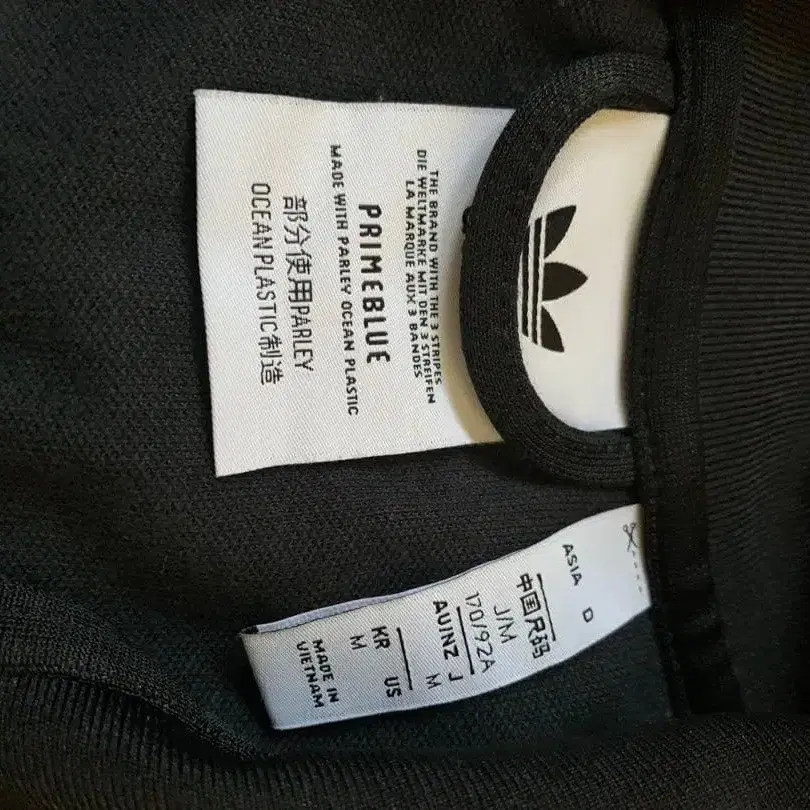 THE BRAND WITH THE 3 STRIPES
DIE WELTMARKE MIT DEN 3 STREIFEN
LA MARQUE AUX 3 BANDES
PRIMEBLUE
MADE WITH PARLEY OCEAN PLASTIC
部分使用PARLEY
OCEAN PLASTIC制造
ASIA D
中国尺码
J/M
170/92A
AUINZ J
M
KR US
M
MADE IN
VIETNAM